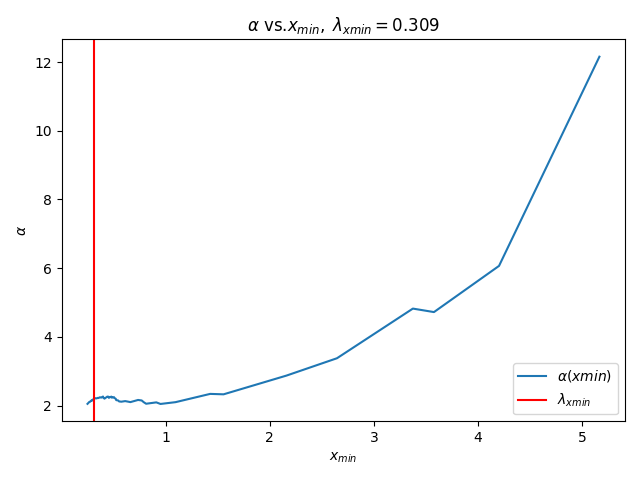 α vs.x_min, λ_xmin = 0.309
12
10
8
6
4
2
α
1
2
3
4
5
x_min
α(xmin)
λ_xmin